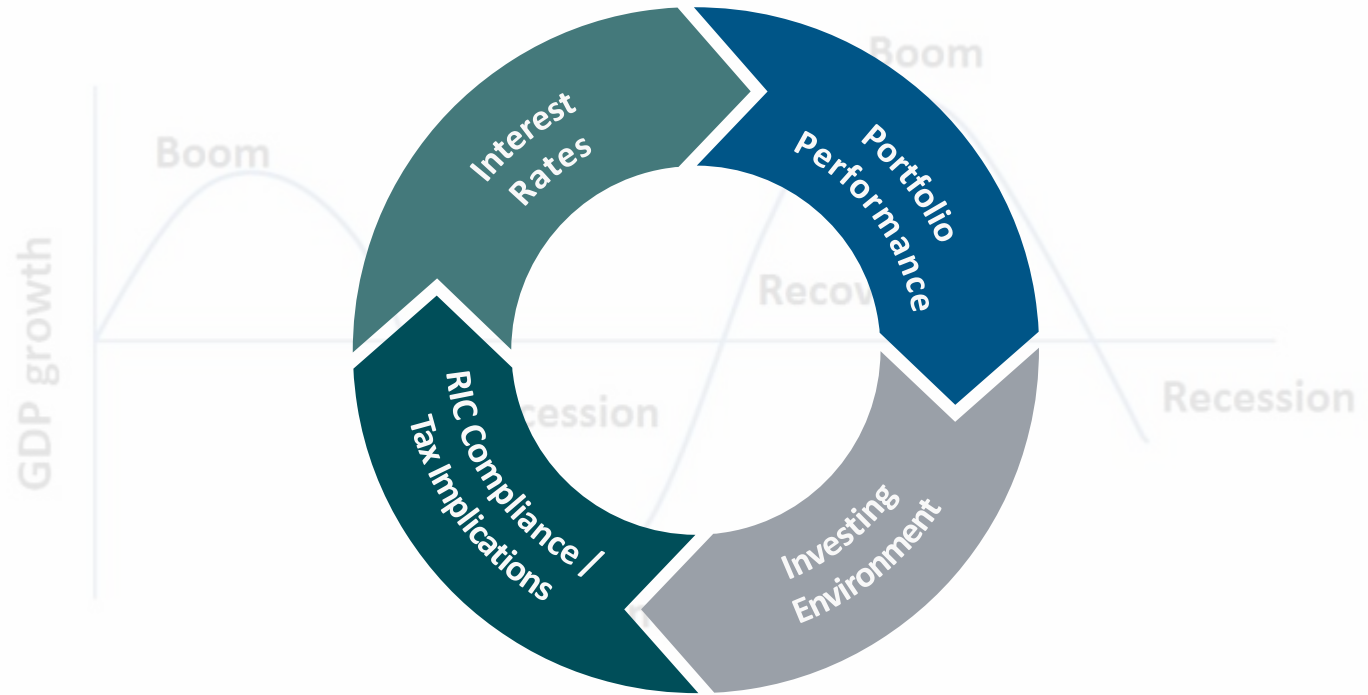 Boom
Boom
GDP growth
Interest
Rates
Portfolio
Performance
Recov
cession
Recession
RIC Compliance /
Tax Implications
Investing
Environment